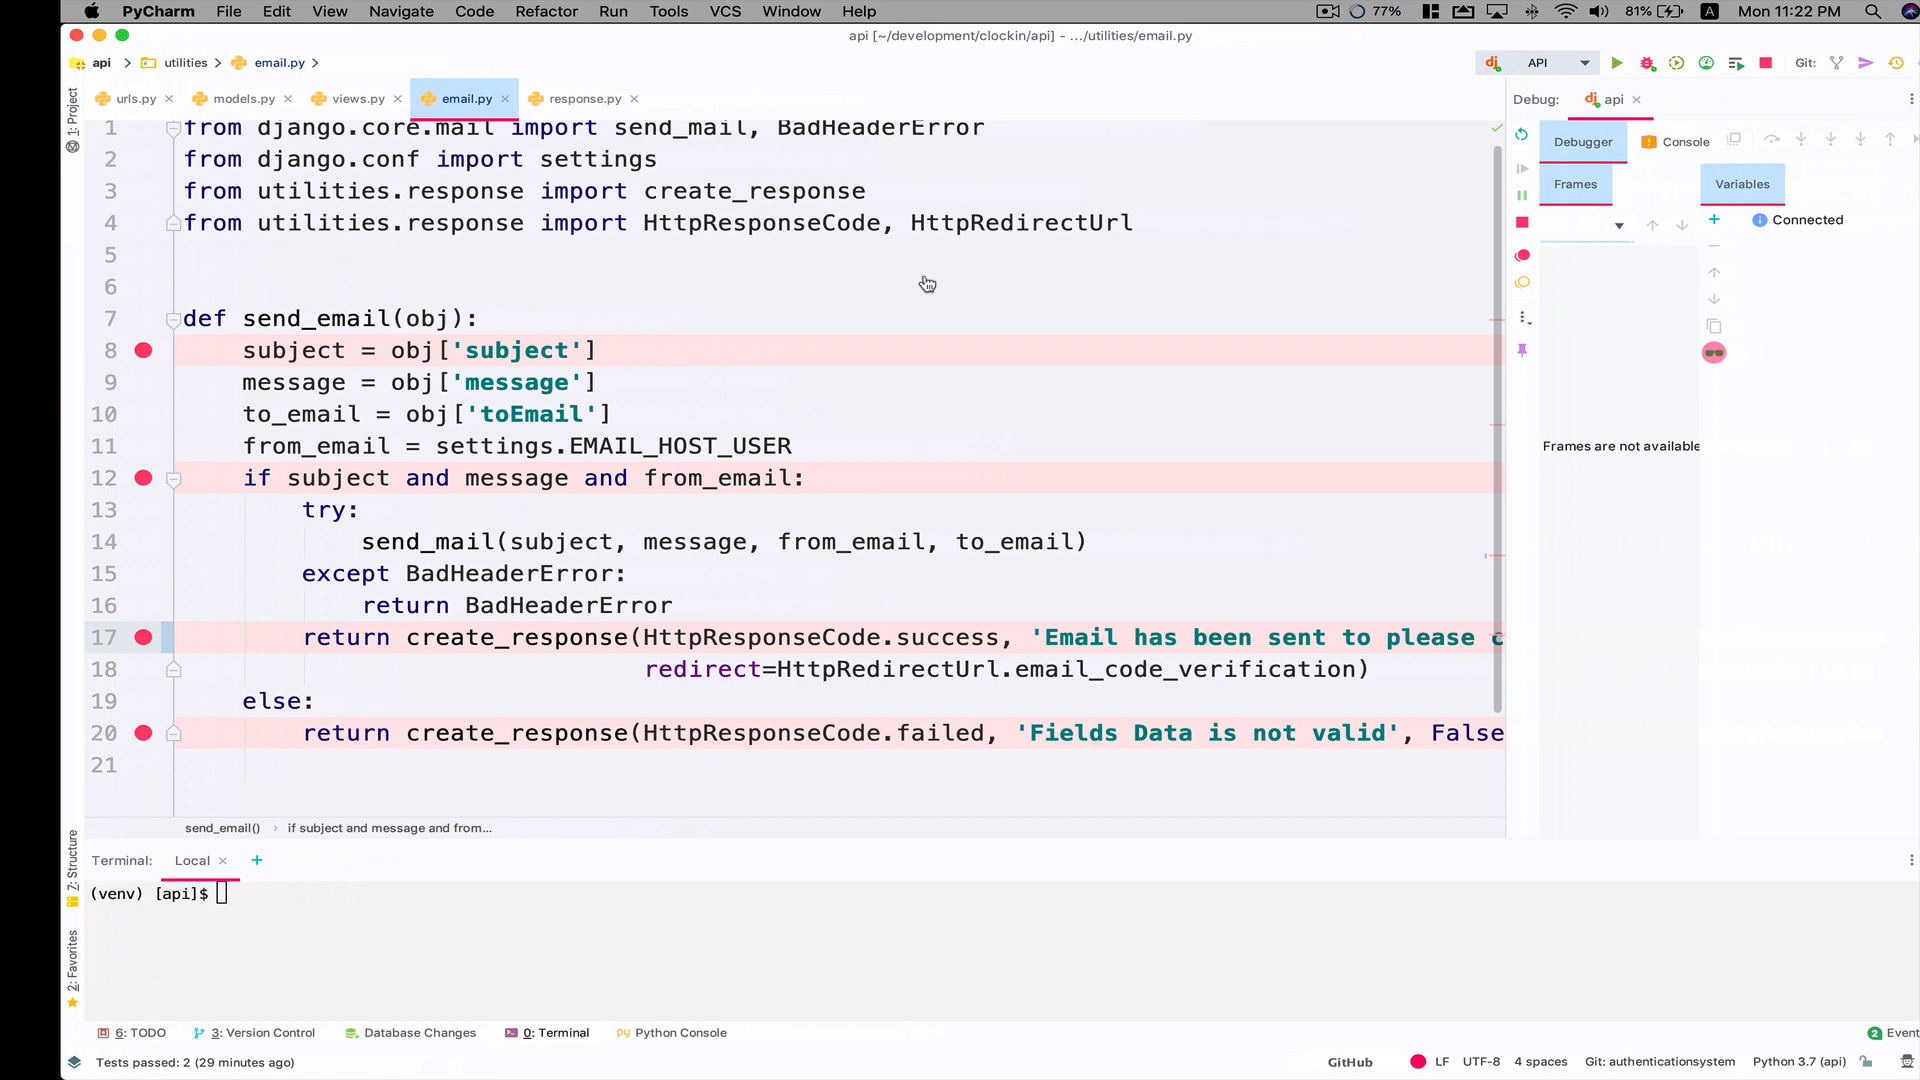 PyCharm File Edit View Navigate Code Refactor Run Tools VCS Window Help 77% 81% A Mon 11:22 PM
api [~/development/clockin/api] - .../utilities/email.py
api utilities email.py API Git:
urls.py models.py views.py email.py response.py Debug: api
1: Project
Debugger Console
Frames Variables
Connected
Frames are not available
1 from django.core.mail import send_mail, BadHeaderError
2 from django.conf import settings
3 from utilities.response import create_response
4 from utilities.response import HttpResponseCode, HttpRedirectUrl
5
6
7 def send_email(obj):
8 subject = obj['subject']
9 message = obj['message']
10 to_email = obj['toEmail']
11 from_email = settings.EMAIL_HOST_USER
12 if subject and message and from_email:
13 try:
14 send_mail(subject, message, from_email, to_email)
15 except BadHeaderError:
16 return BadHeaderError
17 return create_response(HttpResponseCode.success, 'Email has been sent to please c
18 redirect=HttpRedirectUrl.email_code_verification)
19 else:
20 return create_response(HttpResponseCode.failed, 'Fields Data is not valid', False
21
send_email() if subject and message and from...
Z: Structure
2: Favorites
Terminal: Local
(venv) [api]$
6: TODO 3: Version Control Database Changes 0: Terminal Python Console 2 Event
Tests passed: 2 (29 minutes ago) GitHub LF UTF-8 4 spaces Git: authenticationsystem Python 3.7 (api)